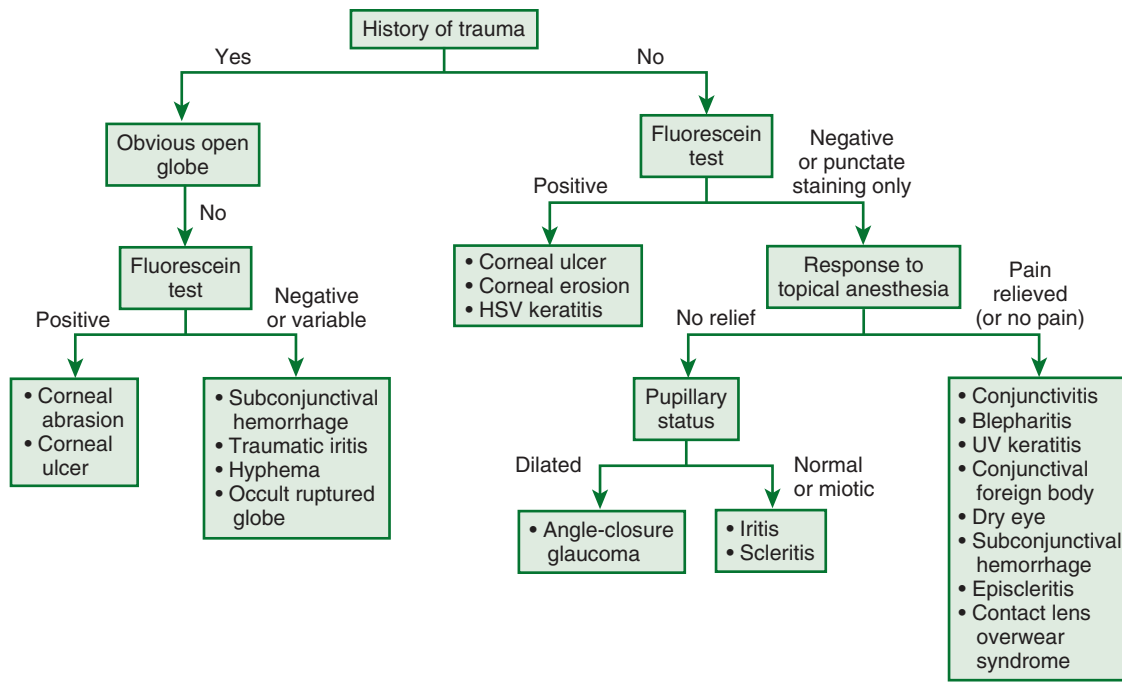 History of trauma
Yes
No
Obvious open
globe
Fluorescein
test
Negative
or punctate
staining only
Positive
No
• Corneal ulcer
• Corneal erosion
• HSV keratitis
Response to
topical anesthesia
Pain
relieved
(or no pain)
Fluorescein
test
Positive
Negative
or variable
No relief
• Corneal
abrasion
• Corneal
ulcer
• Subconjunctival
hemorrhage
• Traumatic iritis
• Hyphema
• Occult ruptured
globe
Pupillary
status
Dilated
Normal
or miotic
• Angle-closure
glaucoma
• Iritis
• Scleritis
• Conjunctivitis
• Blepharitis
• UV keratitis
• Conjunctival
foreign body
• Dry eye
• Subconjunctival
hemorrhage
• Episcleritis
• Contact lens
overwear
syndrome